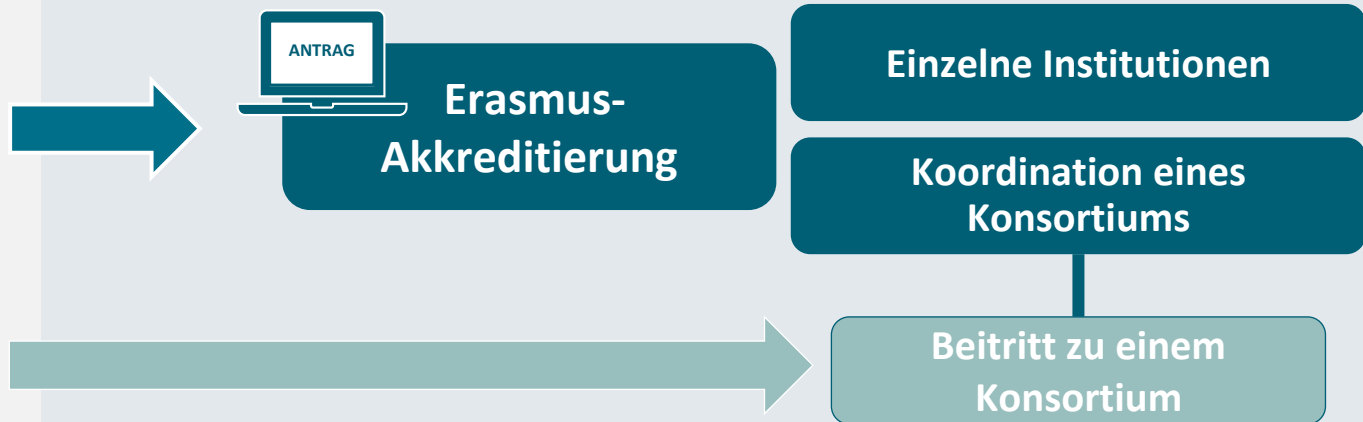 ANTRAG
Erasmus-
Akkreditierung
Einzelne Institutionen
Koordination eines
Konsortiums
Beitritt zu einem
Konsortium